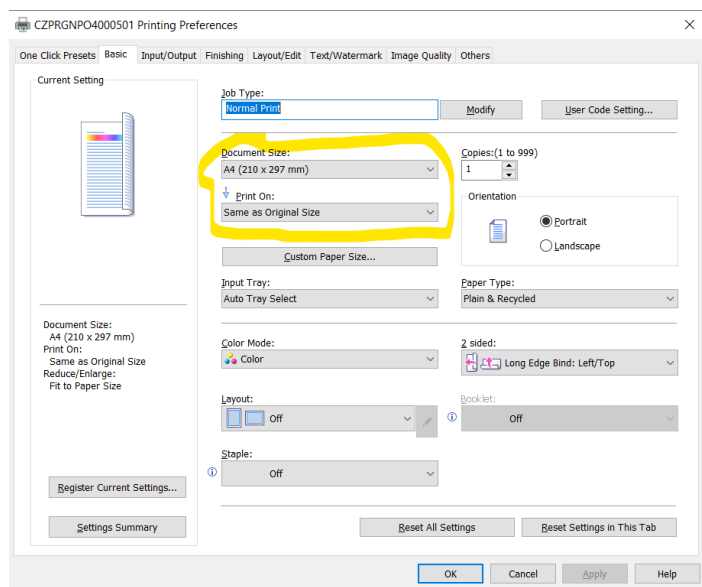 CZPRGNPO4000501 Printing Preferences
One Click Presets Basic Input/Output Finishing Layout/Edit Text/Watermark Image Quality Others
Current Setting
Job Type:
Normal Print
Modify
User Code Setting...
Document Size:
A4 (210 x 297 mm)
Print On:
Same as Original Size
Copies:(1 to 999)
1
Orientation
Portrait
Landscape
Custom Paper Size...
Input Tray:
Auto Tray Select
Paper Type:
Plain & Recycled
Document Size:
A4 (210 x 297 mm)
Print On:
Same as Original Size
Reduce/Enlarge:
Fit to Paper Size
Color Mode:
Color
2 sided:
Long Edge Bind: Left/Top
Layout:
Off
Booklet:
Off
Staple:
Off
Register Current Settings...
Settings Summary
Reset All Settings
Reset Settings in This Tab
OK
Cancel
Apply
Help